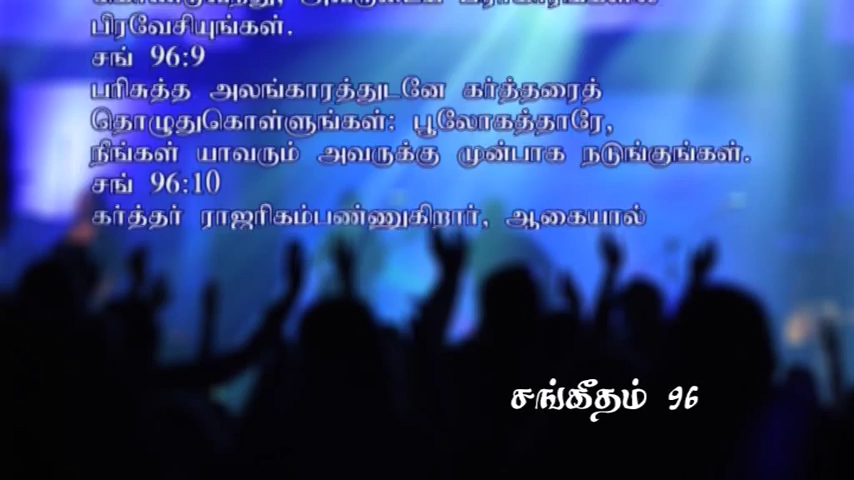 பிரவேசியுங்கள்.
சங் 96:9
பரிசுத்த அலங்காரத்துடனே கர்த்தரைத்
தொழுதுகொள்ளுங்கள்: பூலோகத்தாரே,
நீங்கள் யாவரும் அவருக்கு முன்பாக நடுங்குங்கள்.
சங் 96:10
கர்த்தர் ராஜரிகம்பண்ணுகிறார், ஆகையால்
சங்கீதம் 96